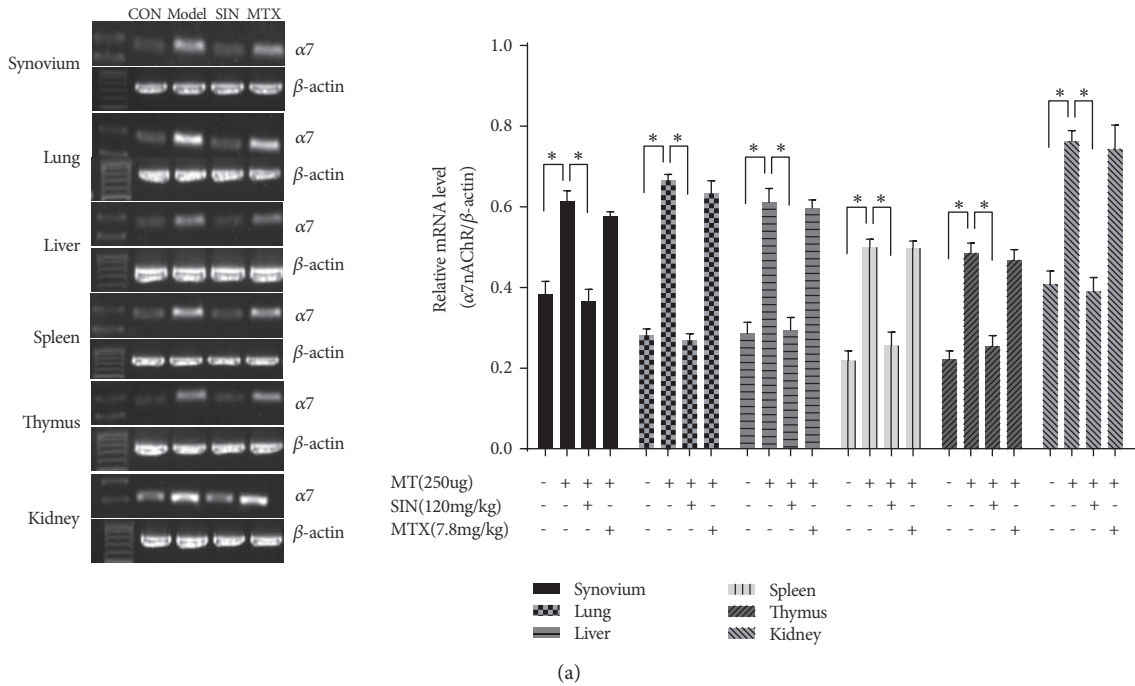 CON Model SIN MTX
Synovium
α7
β-actin
Lung
α7
β-actin
Liver
α7
β-actin
Spleen
α7
β-actin
Thymus
α7
β-actin
Kidney
α7
β-actin
Relative mRNA level
(α7nAChR/β-actin)
1.0
0.8
0.6
0.4
0.2
0.0
* * * * * * * * * * * *
MT(250ug) - + + + - + + + - + + + - + + + - + + + - + + +
SIN(120mg/kg) - - + - - - + - - - + - - - + - - - + - - - + -
MTX(7.8mg/kg) - - - + - - - + - - - + - - - + - - - + - - - +
Synovium
Lung
Liver
Spleen
Thymus
Kidney
(a)